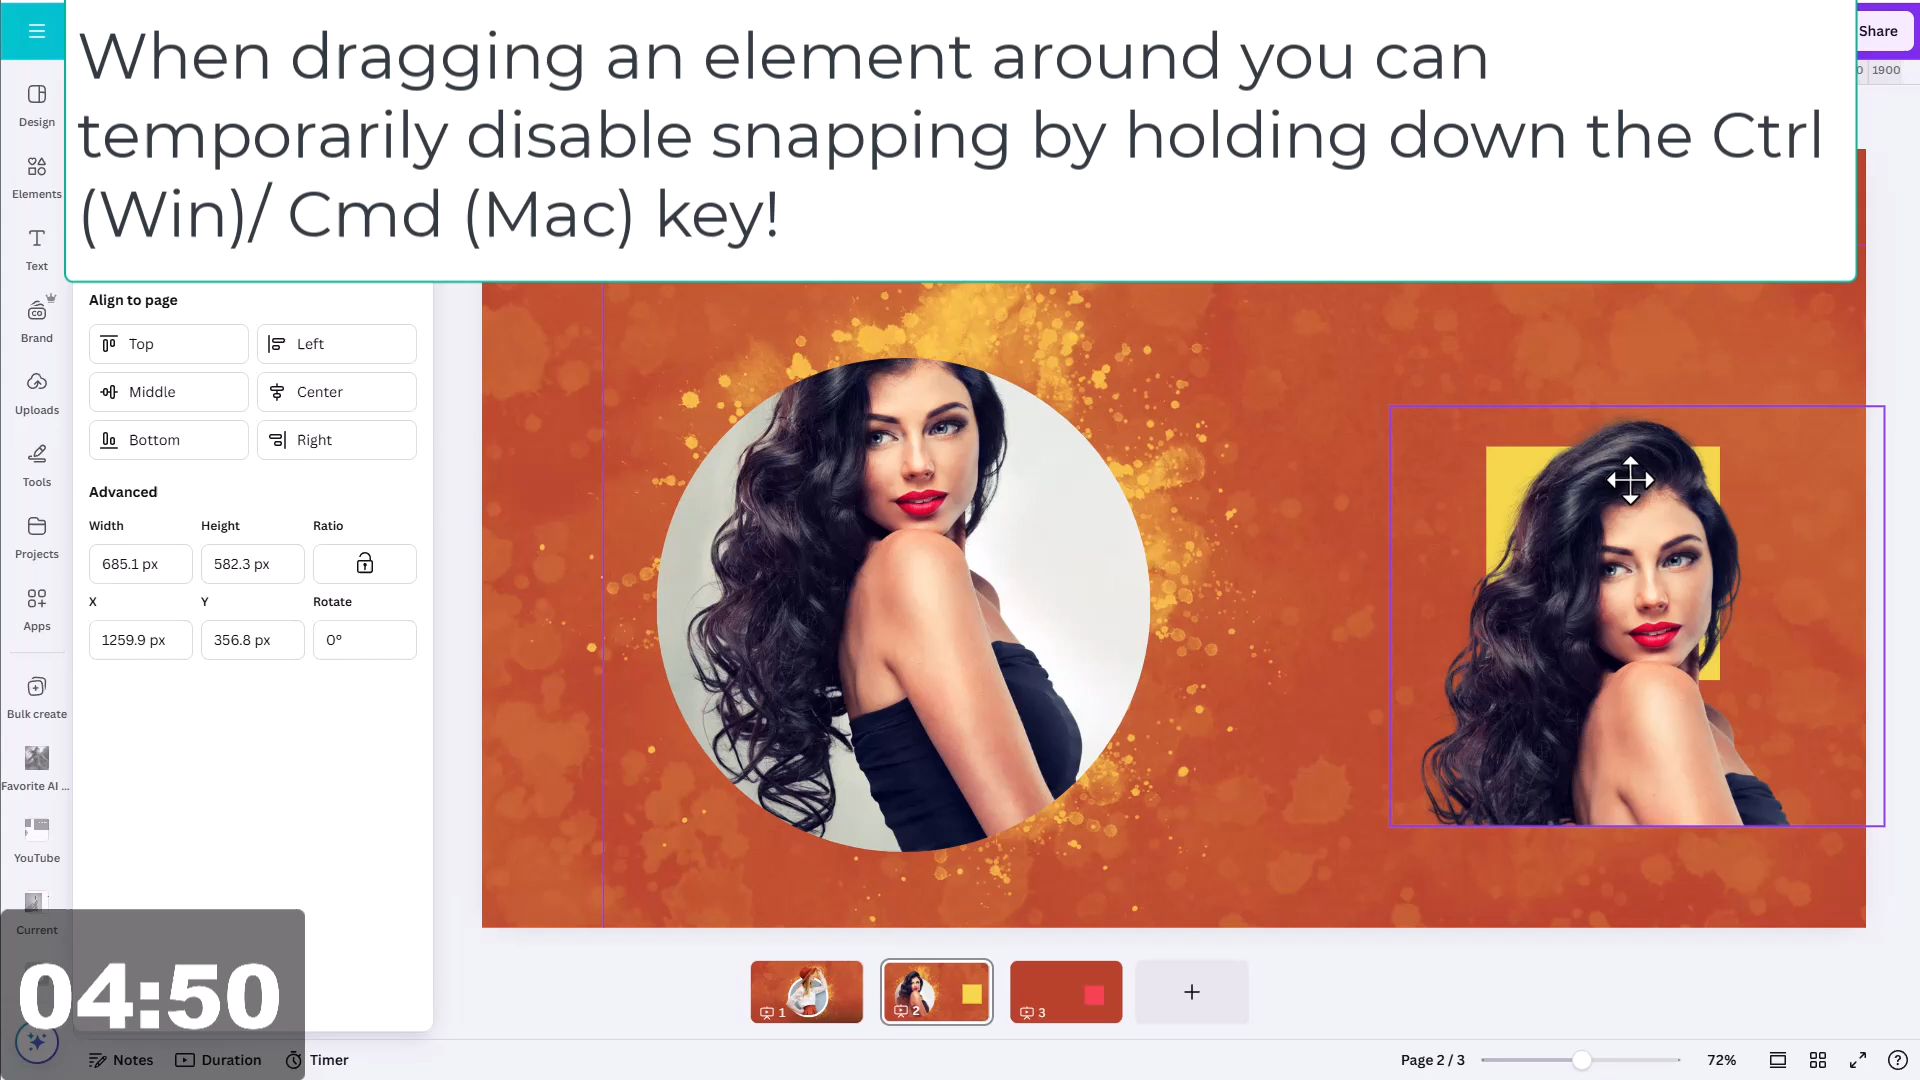 When dragging an element around you can
temporarily disable snapping by holding down the Ctrl
(Win)/ Cmd (Mac) key!
Share
0 1900
Design
Elements
Text
Brand
Uploads
Tools
Projects
Apps
Bulk create
Favorite AI ...
YouTube
Current
Align to page
Top
Left
Middle
Center
Bottom
Right
Advanced
Width Height Ratio
685.1 px 582.3 px
X Y Rotate
1259.9 px 356.8 px 0°
04:50
1
2
3
+
Notes Duration Timer
Page 2 / 3
72%
?